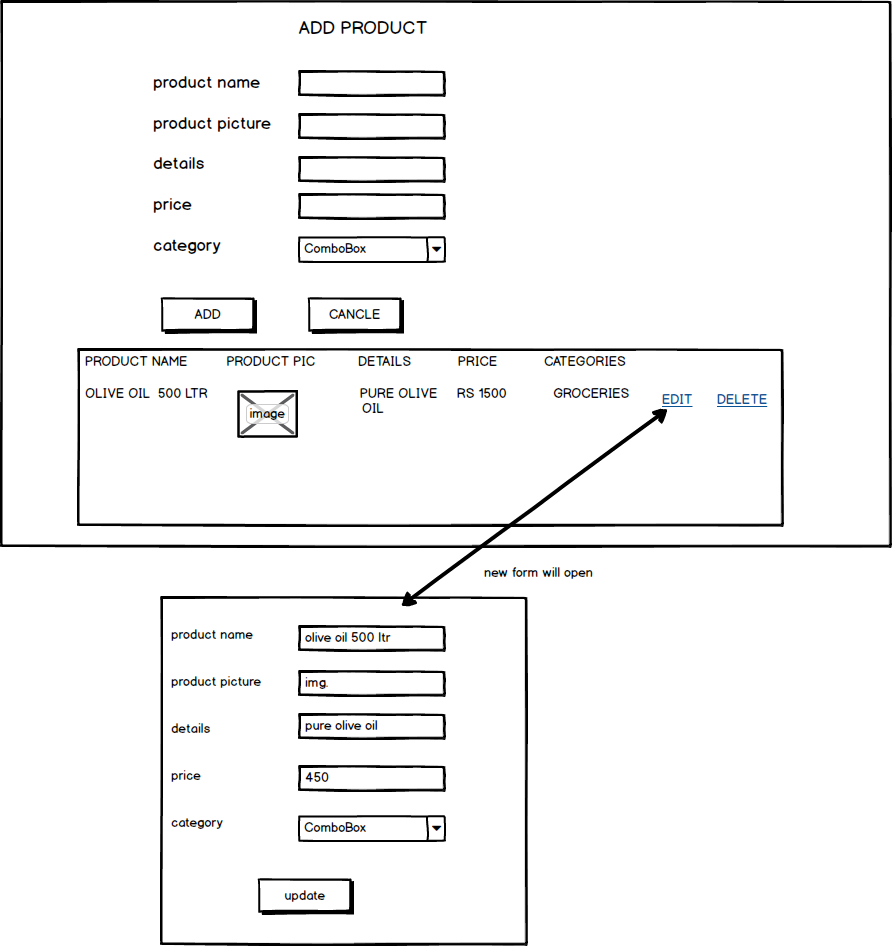 ADD PRODUCT
product name
product picture
details
price
category ComboBox
ADD CANCLE
PRODUCT NAME PRODUCT PIC DETAILS PRICE CATEGORIES
OLIVE OIL 500 LTR image PURE OLIVE RS 1500 GROCERIES EDIT DELETE
OIL
new form will open
product name olive oil 500 ltr
product picture img.
details pure olive oil
price 450
category ComboBox
update